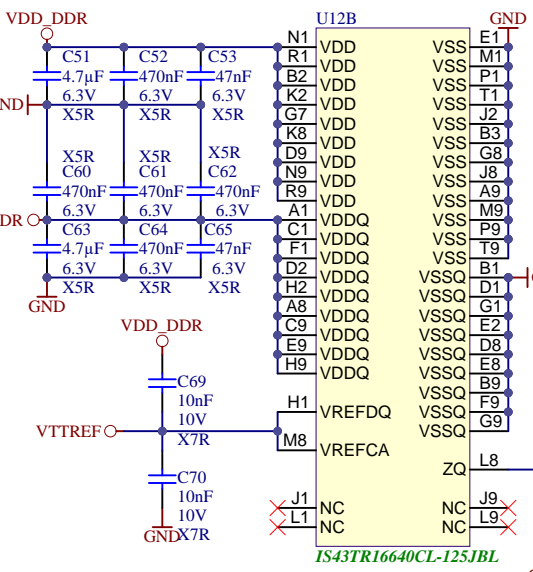 VDD_DDR
U12B
GND
C51
C52
C53
4.7µF
470nF
47nF
6.3V
6.3V
6.3V
X5R
X5R
X5R
ND
X5R
X5R
X5R
C60
C61
C62
470nF
470nF
470nF
6.3V
6.3V
6.3V
DR
C63
C64
C65
4.7µF
470nF
47nF
6.3V
6.3V
6.3V
X5R
X5R
X5R
GND
VDD_DDR
C69
10nF
10V
X7R
VTTREF
C70
10nF
10V
X7R
GND
N1 VDD VSS E1
R1 VDD VSS M1
B2 VDD VSS P1
K2 VDD VSS T1
G7 VDD VSS J2
K8 VDD VSS B3
D9 VDD VSS G8
N9 VDD VSS J8
R9 VDD VSS A9
A1 VDDQ VSS M9
C1 VDDQ VSS P9
F1 VDDQ VSS T9
D2 VDDQ VSSQ B1
H2 VDDQ VSSQ D1
A8 VDDQ VSSQ G1
C9 VDDQ VSSQ E2
E9 VDDQ VSSQ D8
H9 VDDQ VSSQ E8
VSSQ B9
H1 VREFDQ VSSQ F9
VSSQ G9
M8 VREFCA
ZQ L8
J1 NC NC J9
L1 NC NC L9
IS43TR16640CL-125JBL